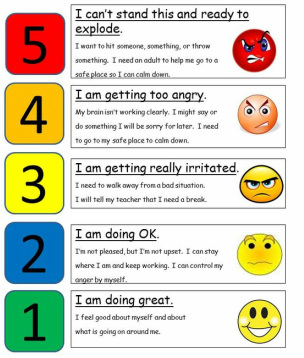 5
I can't stand this and ready to
explode.
I want to hit someone, something, or throw
something. I need an adult to help me go to a
safe place so I can calm down.
4
I am getting too angry.
My brain isn't working clearly. I might say or
do something I will be sorry for later. I need
to go to my safe place to calm down.
3
I am getting really irritated.
I need to walk away from a bad situation.
I will tell my teacher that I need a break.
2
I am doing OK.
I'm not pleased, but I'm not upset. I can stay
where I am and keep working. I can control my
anger by myself.
1
I am doing great.
I feel good about myself and about
what is going on around me.